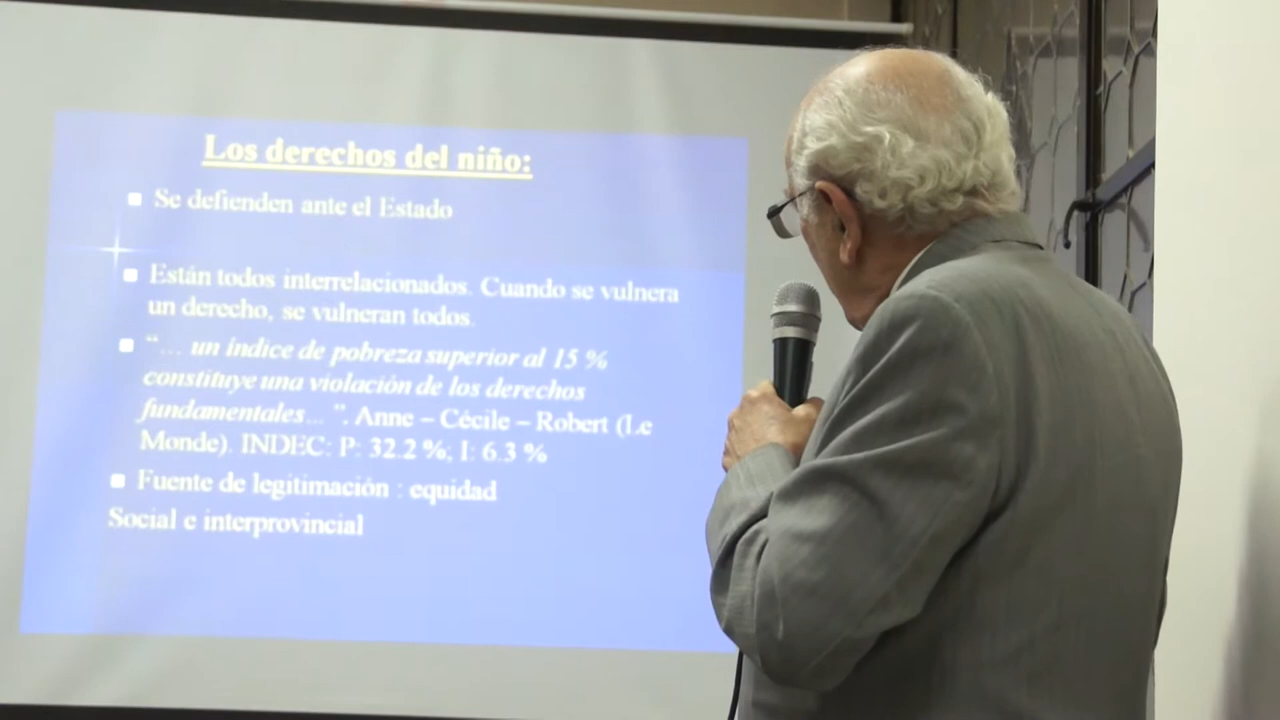 Los derechos del niño:
Se defienden ante el Estado
Están todos interrelacionados. Cuando se vulnera
un derecho, se vulneran todos.
“... un índice de pobreza superior al 15 %
constituye una violación de los derechos
fundamentales... ”. Anne – Cécile – Robert (Le
Monde). INDEC: P: 32.2 %; I: 6.3 %
Fuente de legitimación : equidad
Social e interprovincial